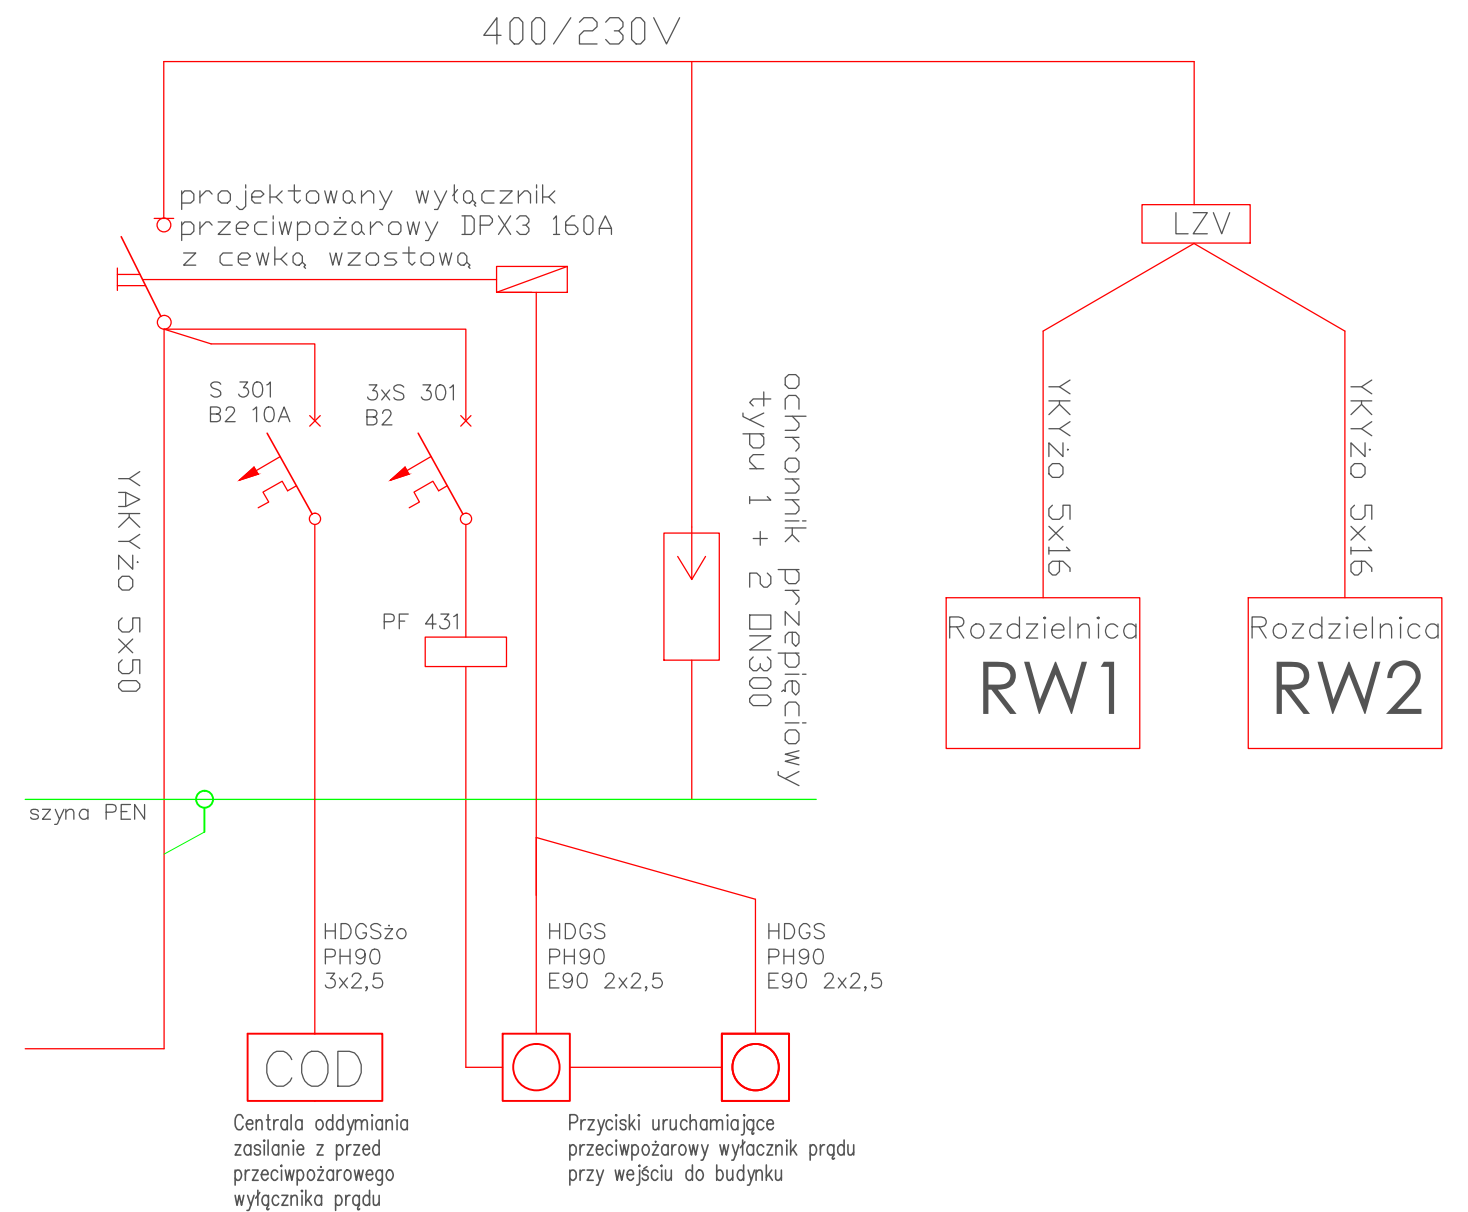 400/230V
projektowany wyłącznik
przeciwpożarowy DPX3 160A
z cewką wzostową
LZV
S 301
B2 10A
3xS 301
B2
YAKYżo 5x50
ochronnik przepięciowy
typu 1 + 2 DN300
YKYżo 5x16
YKYżo 5x16
PF 431
Rozdzielnica
RW1
Rozdzielnica
RW2
szyna PEN
HDGSżo
PH90
3x2,5
HDGS
PH90
E90 2x2,5
HDGS
PH90
E90 2x2,5
COD
Centrala oddymiania
zasilanie z przed
przeciwpożarowego
wyłącznika prądu
Przyciski uruchamiające
przeciwpożarowy wyłacznik prądu
przy wejściu do budynku